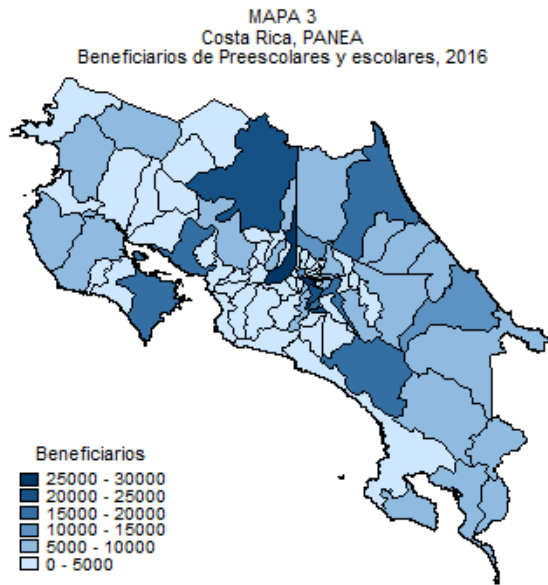 MAPA 3
Costa Rica, PANEA
Beneficiarios de Preescolares y escolares, 2016
Beneficiarios
25000 - 30000
20000 - 25000
15000 - 20000
10000 - 15000
5000 - 10000
0 - 5000